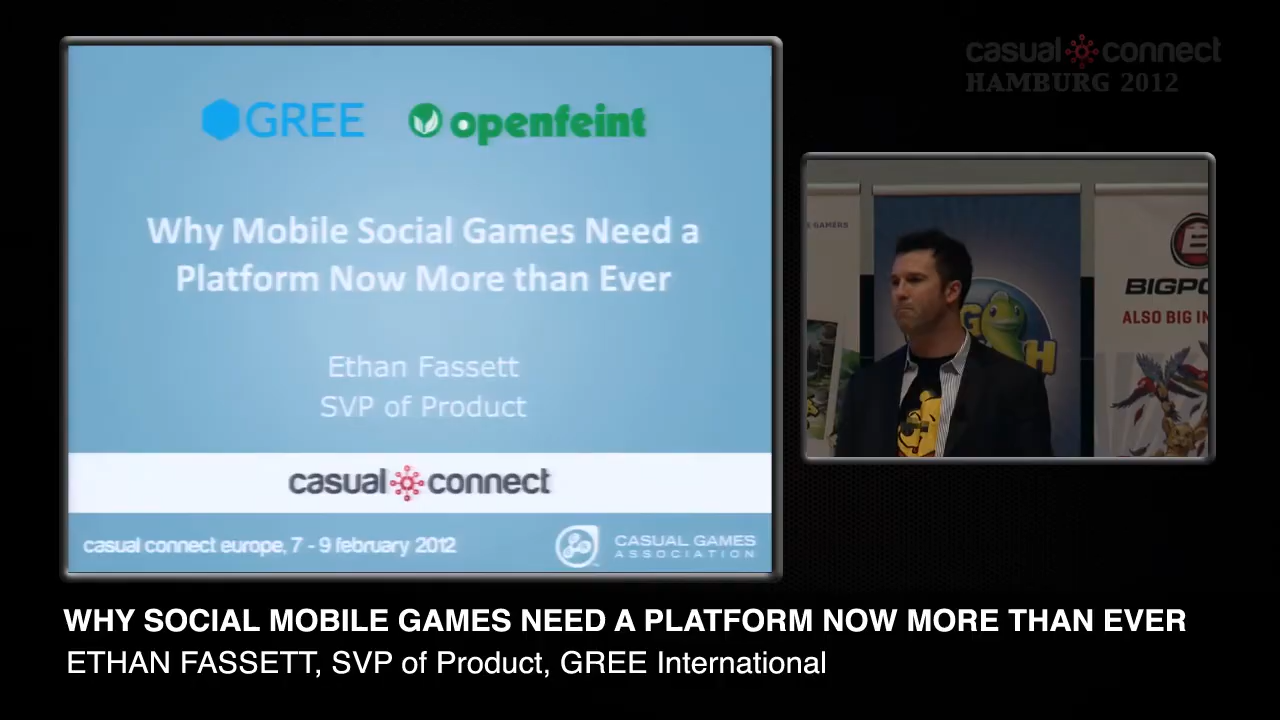 casual connect
HAMBURG 2012
GREE openfeint
Why Mobile Social Games Need a
Platform Now More than Ever
Ethan Fassett
SVP of Product
casual connect
casual connect europe, 7 - 9 february 2012
CASUAL GAMES
ASSOCIATION
GAMERS
BIGPO
ALSO BIG IN
WHY SOCIAL MOBILE GAMES NEED A PLATFORM NOW MORE THAN EVER
ETHAN FASSETT, SVP of Product, GREE International